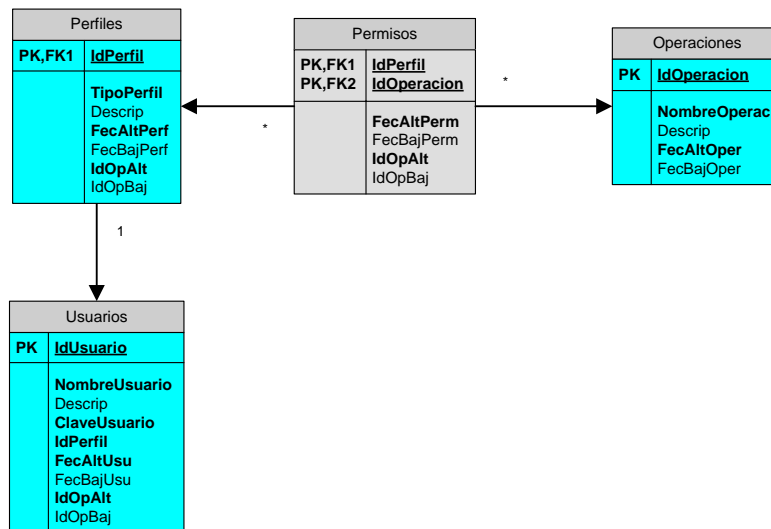 Perfiles
PK,FK1 IdPerfil
TipoPerfil
Descrip
FecAltPerf
FecBajPerf
IdOpAlt
IdOpBaj
Permisos
PK,FK1 IdPerfil
PK,FK2 IdOperacion
FecAltPerm
FecBajPerm
IdOpAlt
IdOpBaj
Operaciones
PK IdOperacion
NombreOperac
Descrip
FecAltOper
FecBajOper
*
*
1
Usuarios
PK IdUsuario
NombreUsuario
Descrip
ClaveUsuario
IdPerfil
FecAltUsu
FecBajUsu
IdOpAlt
IdOpBaj